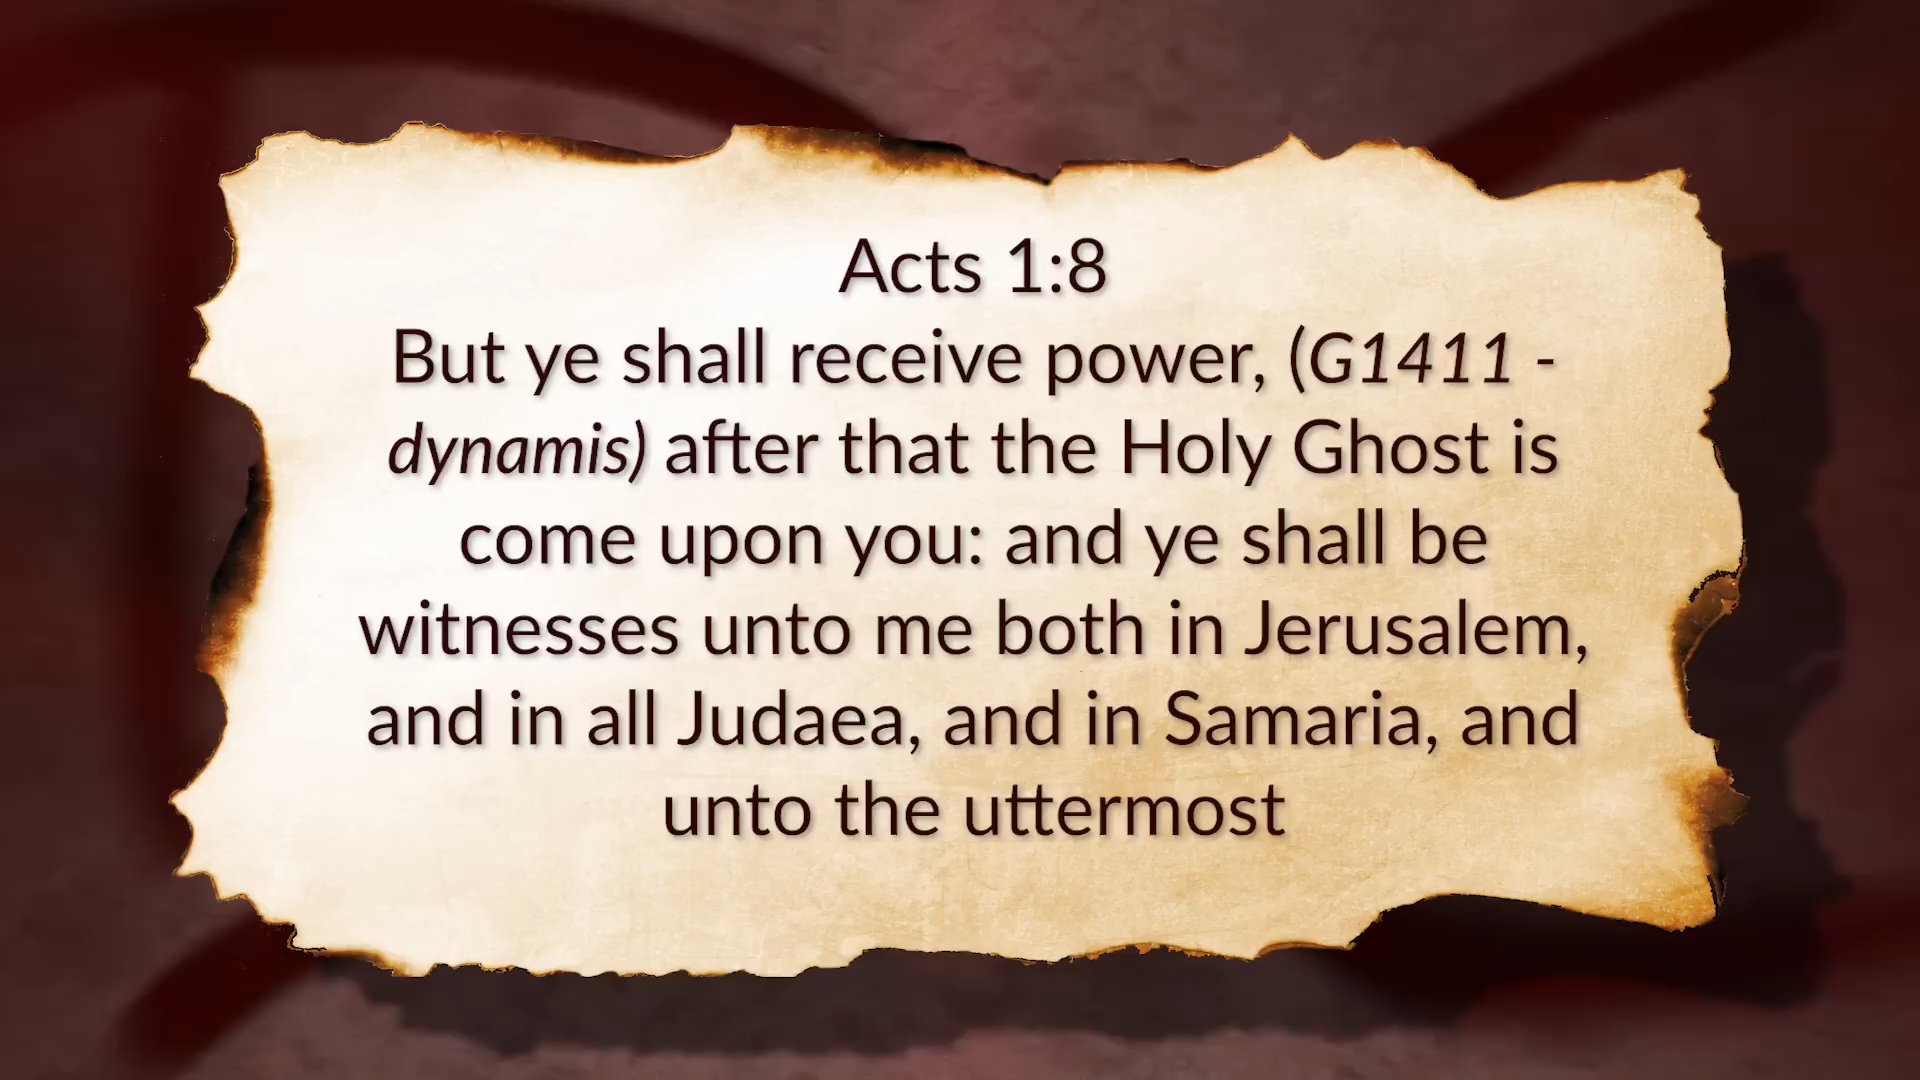 Acts 1:8
But ye shall receive power, (G1411 -
dynamis) after that the Holy Ghost is
come upon you: and ye shall be
witnesses unto me both in Jerusalem,
and in all Judaea, and in Samaria, and
unto the uttermost